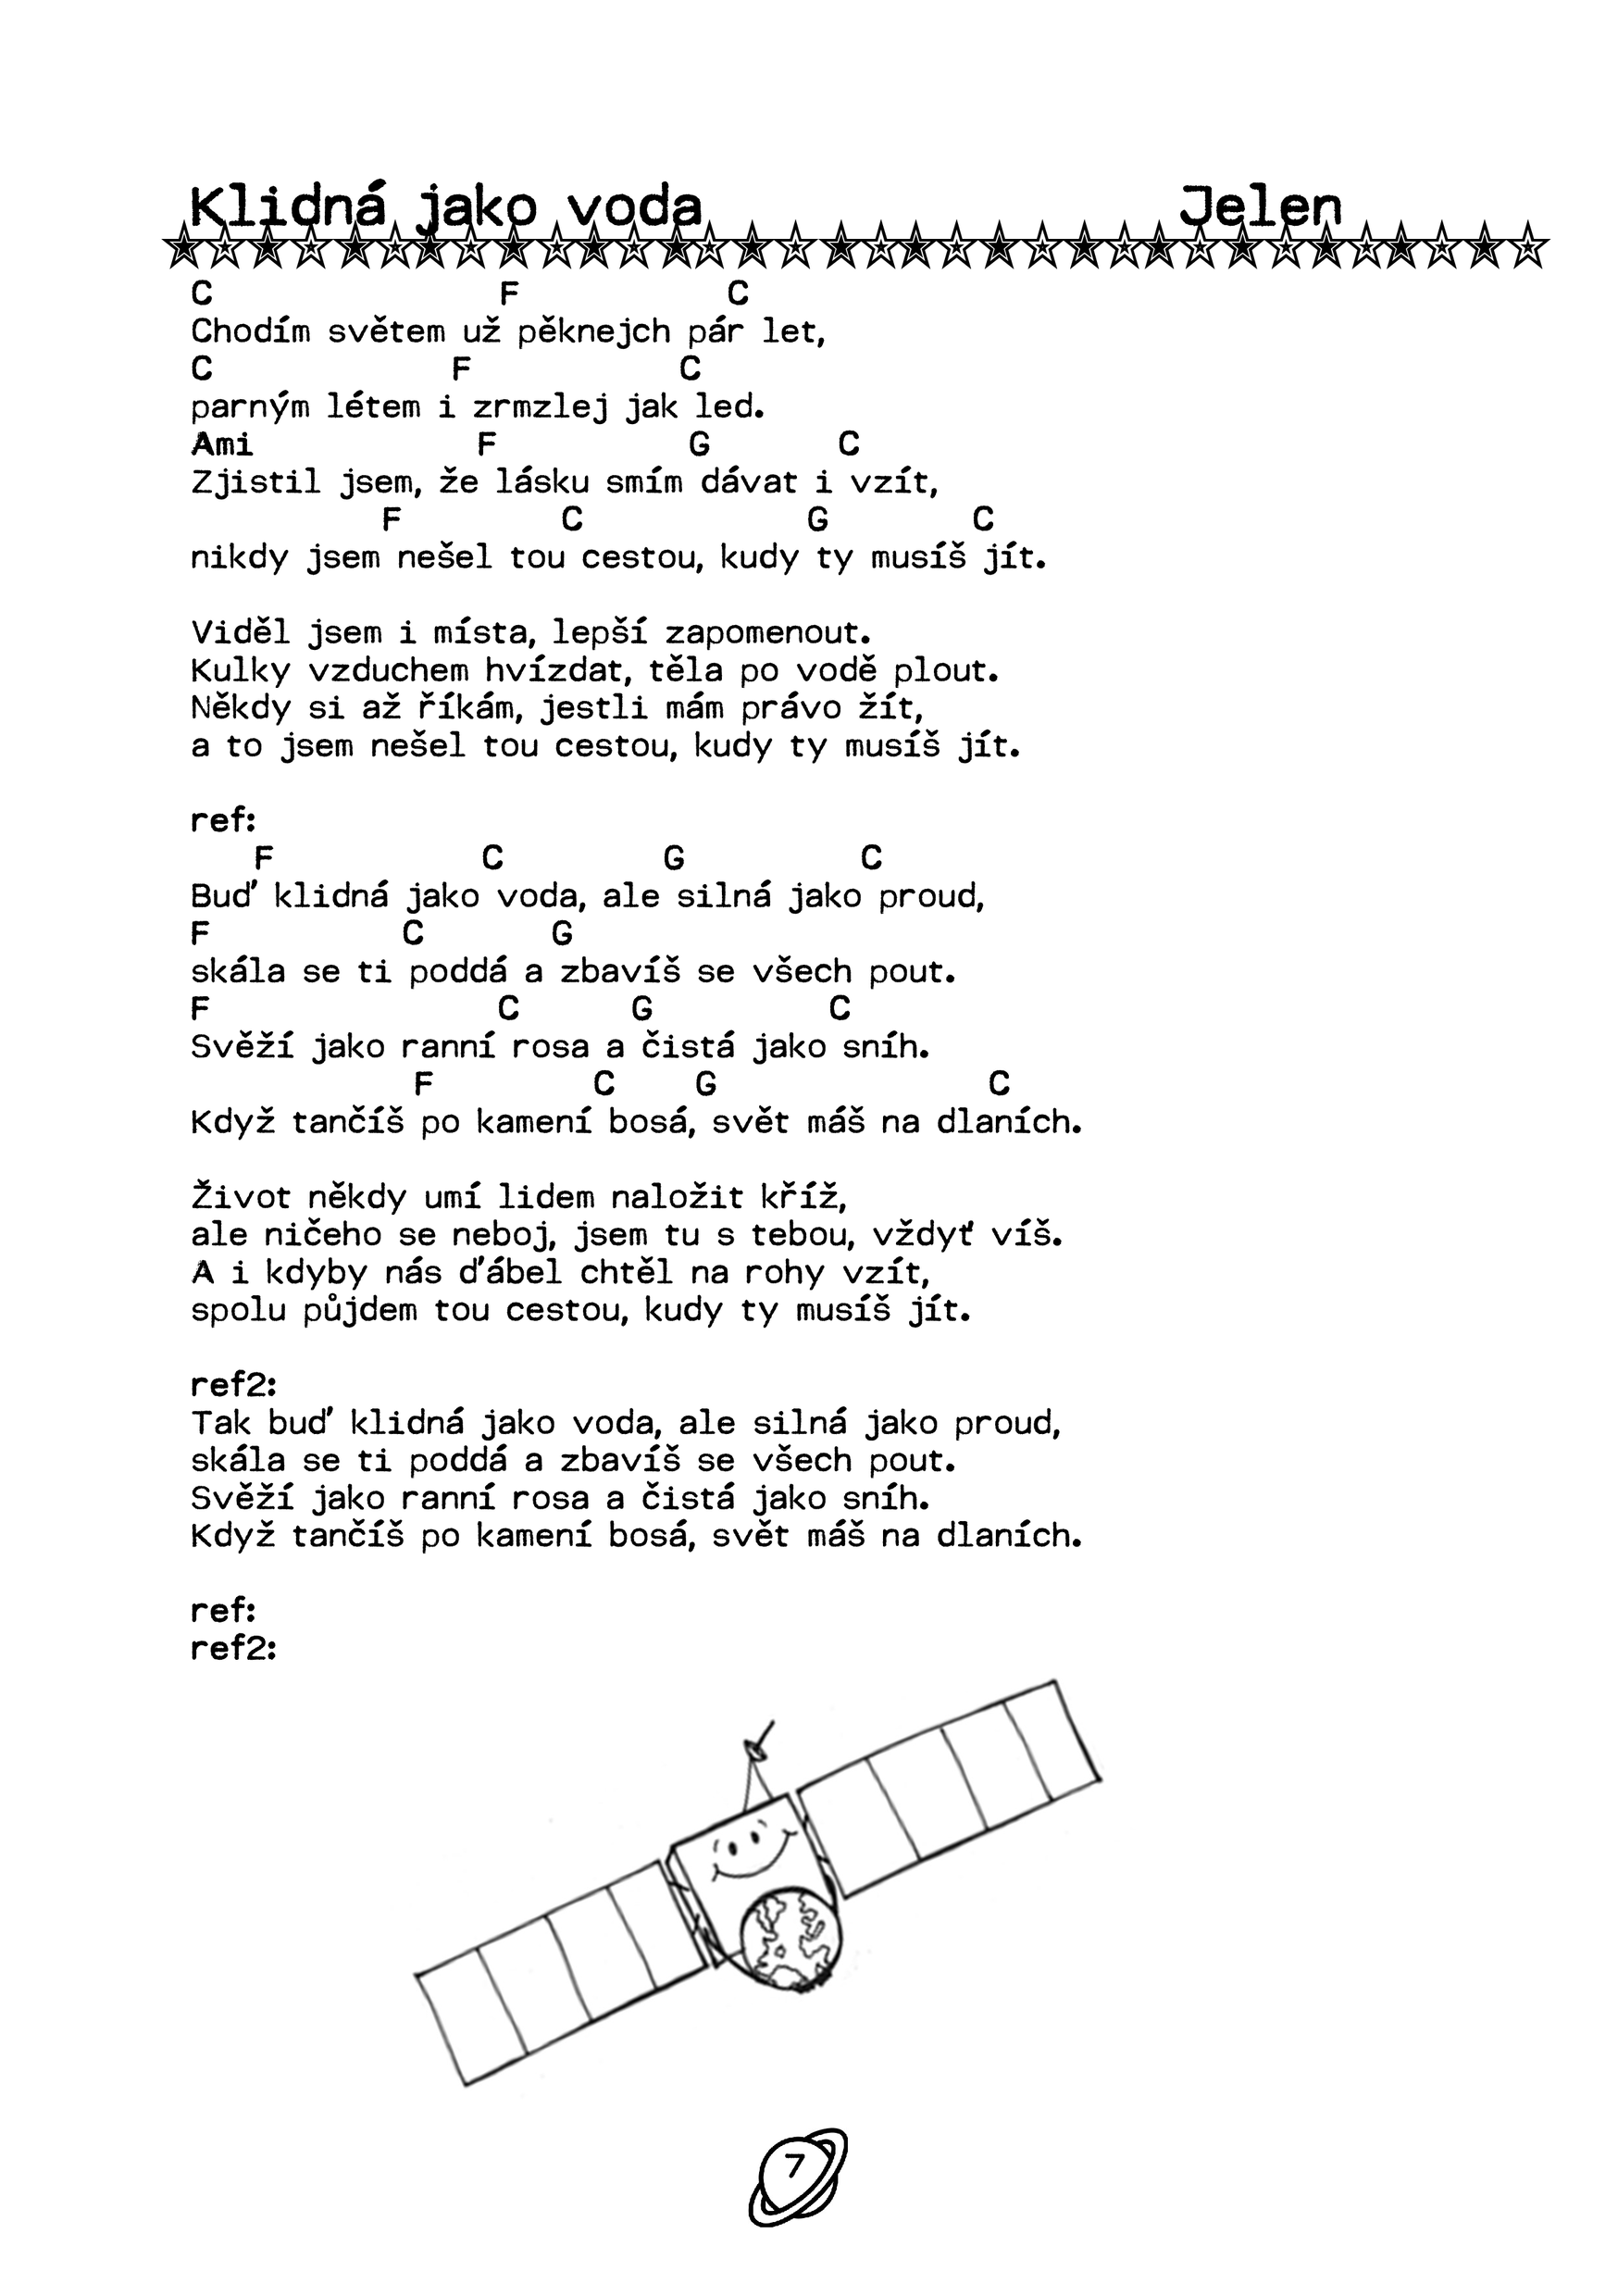 Klidná jako voda Jelen
C F C
Chodím světem už pěknejch pár let,
C F C
parným létem i zrmzlej jak led.
Ami F G C
Zjistil jsem, že lásku smím dávat i vzít,
F C G C
nikdy jsem nešel tou cestou, kudy ty musíš jít.
Viděl jsem i místa, lepší zapomenout.
Kulky vzduchem hvízdat, těla po vodě plout.
Někdy si až říkám, jestli mám právo žít,
a to jsem nešel tou cestou, kudy ty musíš jít.
ref:
F C G C
Buď klidná jako voda, ale silná jako proud,
F C G
skála se ti poddá a zbavíš se všech pout.
F C G C
Svěží jako ranní rosa a čistá jako sníh.
F C G C
Když tančíš po kamení bosá, svět máš na dlaních.
Život někdy umí lidem naložit kříž,
ale ničeho se neboj, jsem tu s tebou, vždyť víš.
A i kdyby nás ďábel chtěl na rohy vzít,
spolu půjdem tou cestou, kudy ty musíš jít.
ref2:
Tak buď klidná jako voda, ale silná jako proud,
skála se ti poddá a zbavíš se všech pout.
Svěží jako ranní rosa a čistá jako sníh.
Když tančíš po kamení bosá, svět máš na dlaních.
ref:
ref2:
7